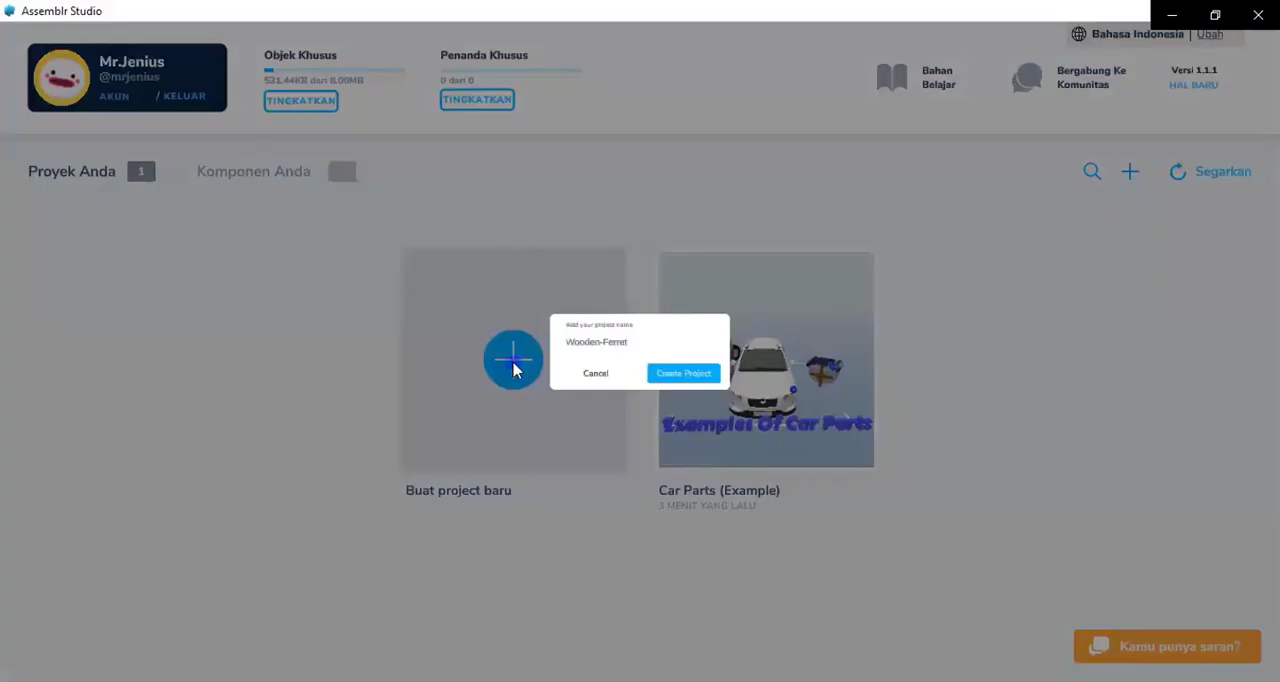 Assemblr Studio
Bahasa Indonesia | Ubah
Mr.Jenius
@mrjenius
AKUN / KELUAR
Objek Khusus
531.44KB dari 8.00MB
TINGKATKAN
Penanda Khusus
0 dari 0
TINGKATKAN
Bahan
Belajar
Bergabung Ke
Komunitas
Versi 1.1.1
HAL BARU
Proyek Anda 1
Komponen Anda
Segarkan
Add your project name
Wooden-Ferret
Cancel
Create Project
Examples Of Car Parts
Buat project baru
Car Parts (Example)
3 MENIT YANG LALU
Kamu punya saran?